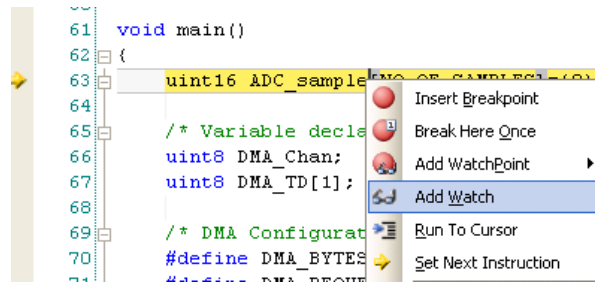 61 void main()
62 {
63 uint16 ADC_sample
64
65 /* Variable decla
66 uint8 DMA_Chan;
67 uint8 DMA_TD[1];
68
69 /* DMA Configurat
70 #define DMA_BYTES
Insert Breakpoint
Break Here Once
Add WatchPoint
Add Watch
Run To Cursor
Set Next Instruction